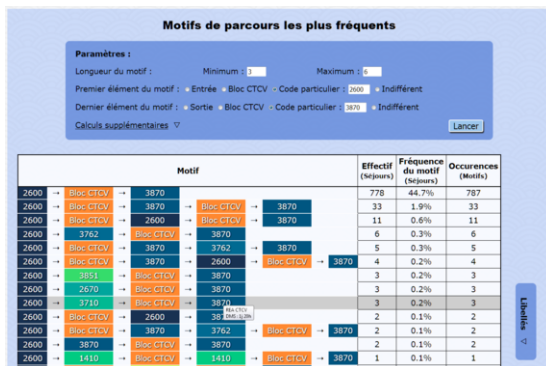 Motifs de parcours les plus fréquents
Paramètres :
Longueur du motif : Minimum : 3 Maximum : 6
Premier élément du motif : Entrée Bloc CTCV Code particulier : 2600 Indifférent
Dernier élément du motif : Sortie Bloc CTCV Code particulier : 3870 Indifférent
Calculs supplémentaires ▽
Lancer
Motif Effectif (Séjours) Fréquence du motif (Séjours) Occurences (Motifs)
2600 → Bloc CTCV → 3870 778 44.7% 787
2600 → Bloc CTCV → 3870 → Bloc CTCV → 3870 33 1.9% 33
2600 → Bloc CTCV → 2600 → Bloc CTCV → 3870 11 0.6% 11
2600 → 3762 → Bloc CTCV → 3870 6 0.3% 6
2600 → Bloc CTCV → 3870 → 3762 → 3870 5 0.3% 5
2600 → Bloc CTCV → 3870 → 2600 → Bloc CTCV → 3870 4 0.2% 4
2600 → 3851 → Bloc CTCV → 3870 3 0.2% 3
2600 → 2670 → Bloc CTCV → 3870 3 0.2% 3
2600 → 3710 → Bloc CTCV → 3870 3 0.2% 3
REA CTCV
2600 → Bloc CTCV → 2600 → 3870 2 0.1% 2
2600 → Bloc CTCV → 3870 → 3762 → Bloc CTCV → 3870 2 0.1% 2
2600 → 3870 → Bloc CTCV → 3870 2 0.1% 2
2600 → 1410 → Bloc CTCV → 1410 → Bloc CTCV → 3870 1 0.1% 1
Libellés ▽